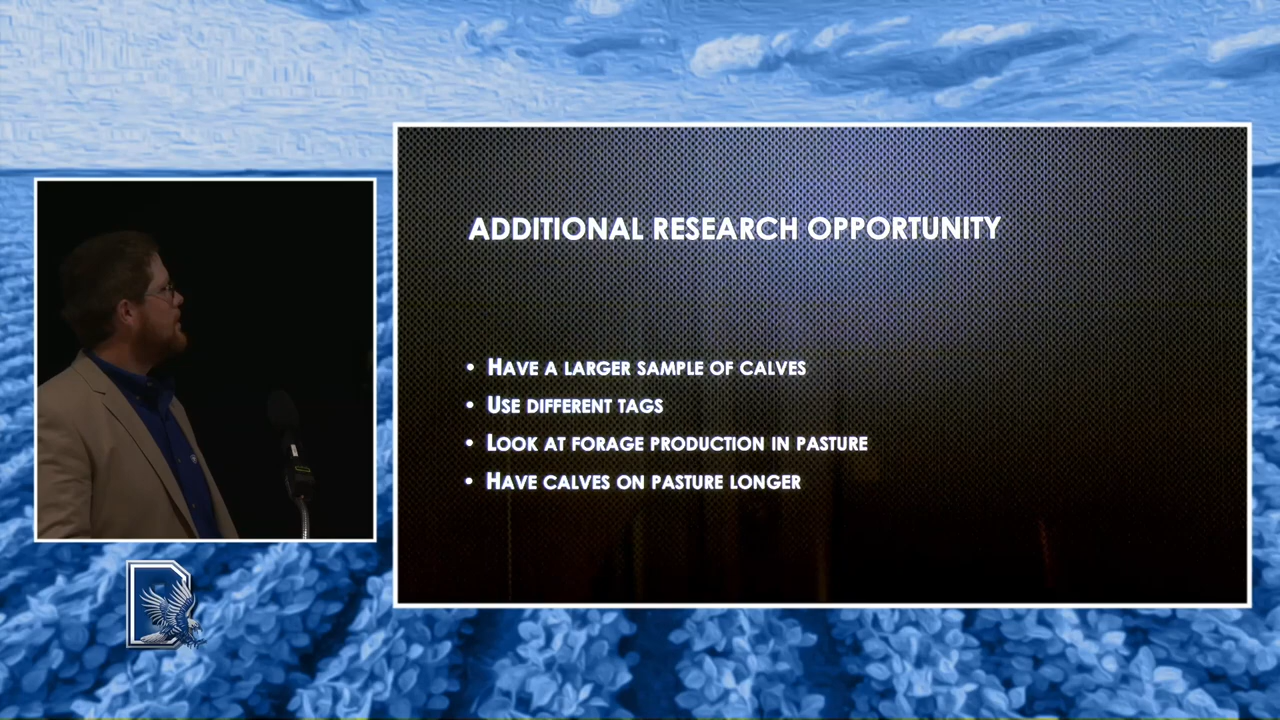 ADDITIONAL RESEARCH OPPORTUNITY
• HAVE A LARGER SAMPLE OF CALVES
• USE DIFFERENT TAGS
• LOOK AT FORAGE PRODUCTION IN PASTURE
• HAVE CALVES ON PASTURE LONGER
D